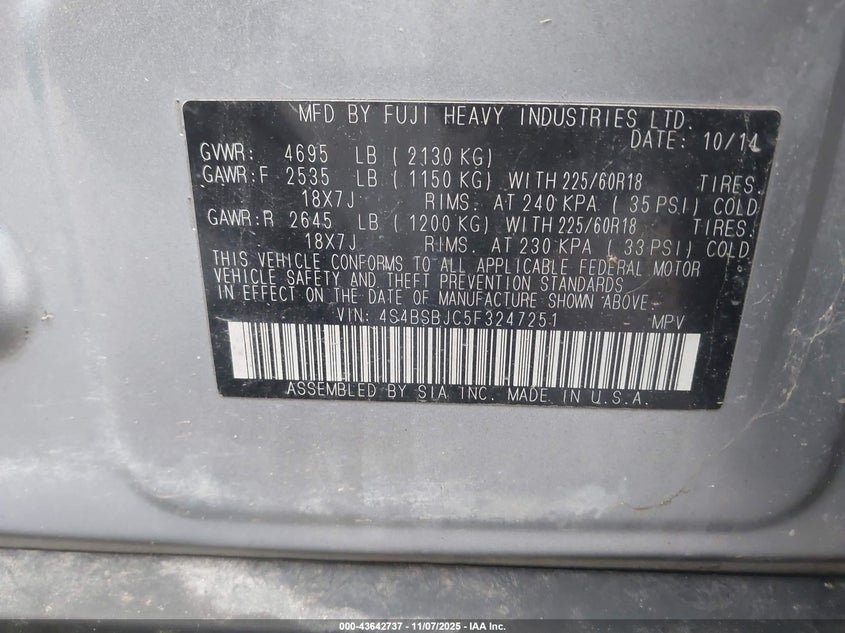 MFD BY FUJI HEAVY INDUSTRIES LTD.
DATE: 10/14
GVWR: 4695 LB ( 2130 KG)
GAWR: F 2535 LB ( 1150 KG) WITH 225/60R18 TIRES.
18X7J RIMS. AT 240 KPA ( 35 PSI) COLD
GAWR: R 2645 LB ( 1200 KG) WITH 225/60R18 TIRES.
18X7J RIMS. AT 230 KPA ( 33 PSI) COLD
THIS VEHICLE CONFORMS TO ALL APPLICABLE FEDERAL MOTOR
VEHICLE SAFETY AND THEFT PREVENTION STANDARDS
IN EFFECT ON THE DATE OF MANUFACTURE SHOWN ABOVE.
VIN: 4S4BSBJC5F3247251 MPV
ASSEMBLED BY SIA INC. MADE IN U.S.A.
000-43642737 - 11/07/2025 - IAA Inc.